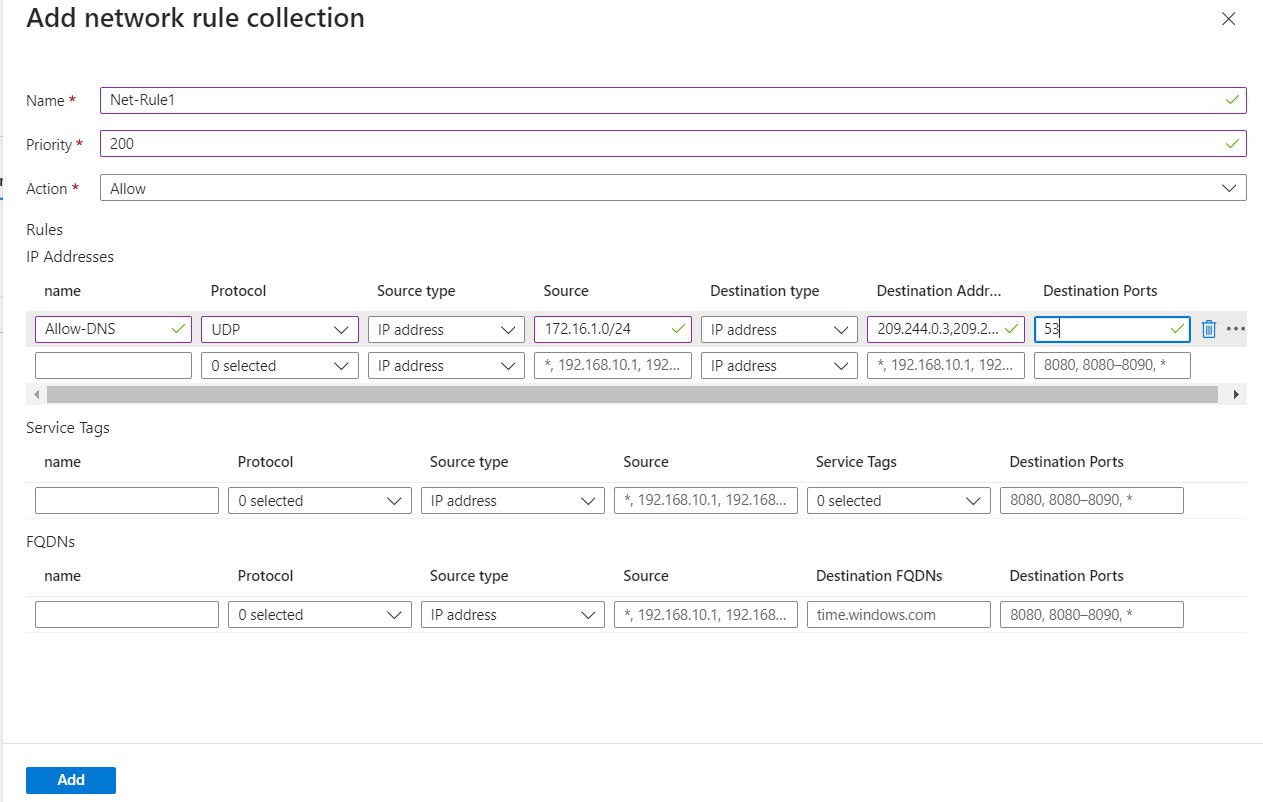 Add network rule collection
Name *
Net-Rule1
Priority *
200
Action *
Allow
Rules
IP Addresses
name Protocol Source type Source Destination type Destination Addr... Destination Ports
Allow-DNS UDP IP address 172.16.1.0/24 IP address 209.244.0.3,209.2... 53
0 selected IP address *, 192.168.10.1, 192... IP address *, 192.168.10.1, 192... 8080, 8080–8090, *
Service Tags
name Protocol Source type Source Service Tags Destination Ports
0 selected IP address *, 192.168.10.1, 192.168... 0 selected 8080, 8080–8090, *
FQDNs
name Protocol Source type Source Destination FQDNs Destination Ports
0 selected IP address *, 192.168.10.1, 192.168... time.windows.com 8080, 8080–8090, *
Add